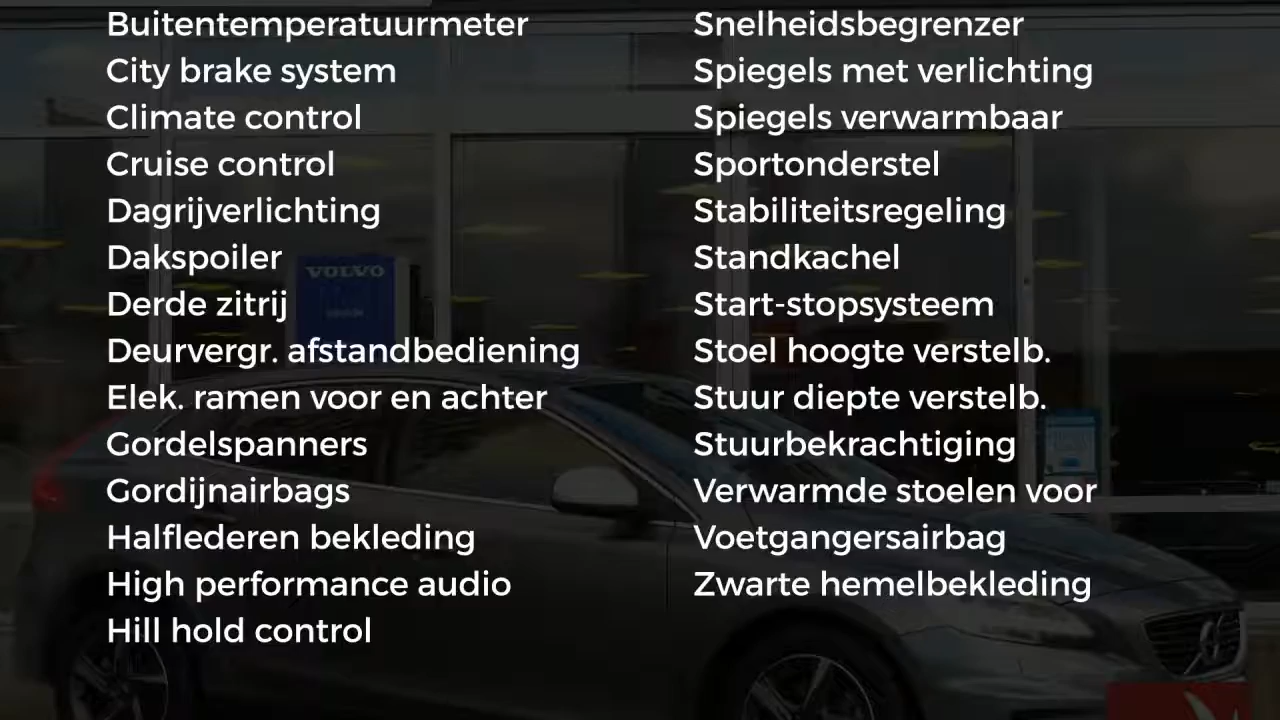 Buitentemperatuurmeter
City brake system
Climate control
Cruise control
Dagrijverlichting
Dakspoiler
Derde zitrij
Deurvergr. afstandbediening
Elek. ramen voor en achter
Gordelspanners
Gordijnairbags
Halflederen bekleding
High performance audio
Hill hold control
Snelheidsbegrenzer
Spiegels met verlichting
Spiegels verwarmbaar
Sportonderstel
Stabiliteitsregeling
Standkachel
Start-stopsysteem
Stoel hoogte verstelb.
Stuur diepte verstelb.
Stuurbekrachtiging
Verwarmde stoelen voor
Voetgangersairbag
Zwarte hemelbekleding
VOLVO